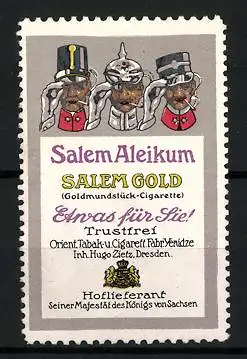 Salem Aleikum
SALEM GOLD
(Goldmundstück-Cigarette)
Etwas für Sie!
Trustfrei
Orient. Tabak-u. Cigarett. Fabr. Yenidze
Inh. Hugo Zietz, Dresden.
Hoflieferant
Seiner Majestät des Königs von Sachsen